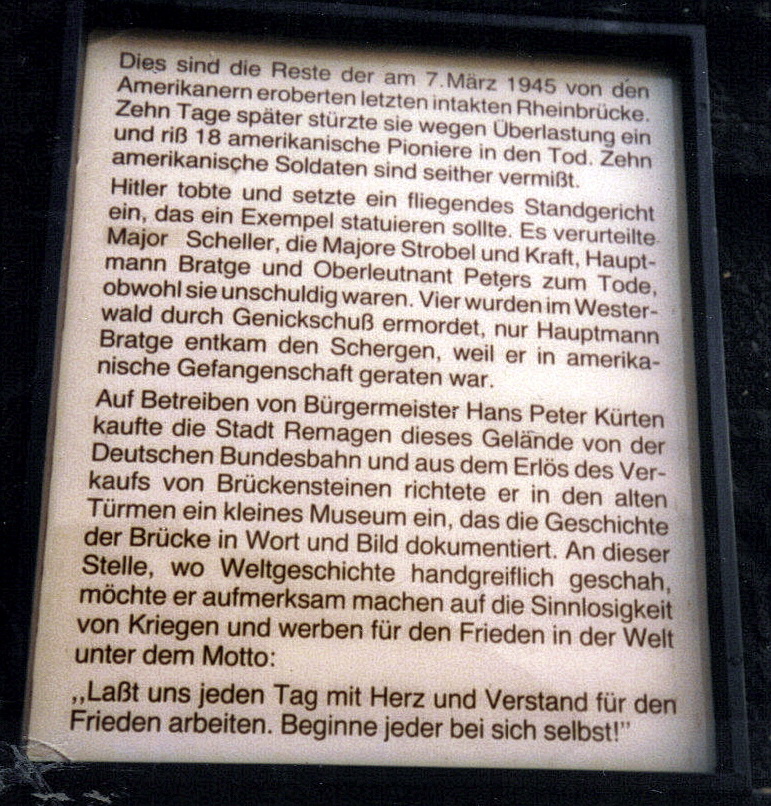 Dies sind die Reste der am 7.März 1945 von den
Amerikanern eroberten letzten intakten Rheinbrücke.
Zehn Tage später stürzte sie wegen Überlastung ein
und riß 18 amerikanische Pioniere in den Tod. Zehn
amerikanische Soldaten sind seither vermißt.
Hitler tobte und setzte ein fliegendes Standgericht
ein, das ein Exempel statuieren sollte. Es verurteilte
Major Scheller, die Majore Strobel und Kraft, Haupt-
mann Bratge und Oberleutnant Peters zum Tode,
obwohl sie unschuldig waren. Vier wurden im Wester-
wald durch Genickschuß ermordet, nur Hauptmann
Bratge entkam den Schergen, weil er in amerika-
nische Gefangenschaft geraten war.
Auf Betreiben von Bürgermeister Hans Peter Kürten
kaufte die Stadt Remagen dieses Gelände von der
Deutschen Bundesbahn und aus dem Erlös des Ver-
kaufs von Brückensteinen richtete er in den alten
Türmen ein kleines Museum ein, das die Geschichte
der Brücke in Wort und Bild dokumentiert. An dieser
Stelle, wo Weltgeschichte handgreiflich geschah,
möchte er aufmerksam machen auf die Sinnlosigkeit
von Kriegen und werben für den Frieden in der Welt
unter dem Motto:
,,Laßt uns jeden Tag mit Herz und Verstand für den
Frieden arbeiten. Beginne jeder bei sich selbst!"